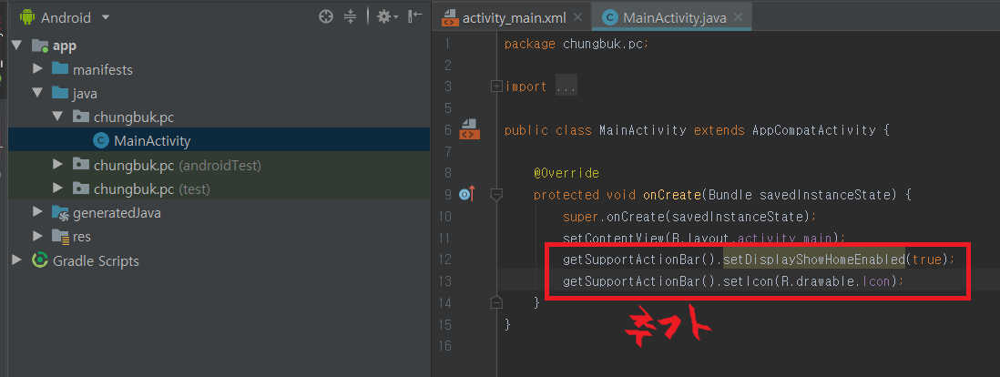 Android
app
manifests
java
chungbuk.pc
MainActivity
chungbuk.pc (androidTest)
chungbuk.pc (test)
generatedJava
res
Gradle Scripts
activity_main.xml
MainActivity.java
1 package chungbuk.pc;
2
3 import ...
5
6 public class MainActivity extends AppCompatActivity {
7
8 @Override
9 protected void onCreate(Bundle savedInstanceState) {
10 super.onCreate(savedInstanceState);
11 setContentView(R.layout.activity_main);
12 getSupportActionBar().setDisplayShowHomeEnabled(true);
13 getSupportActionBar().setIcon(R.drawable.icon);
14 }
15 }
16
추가